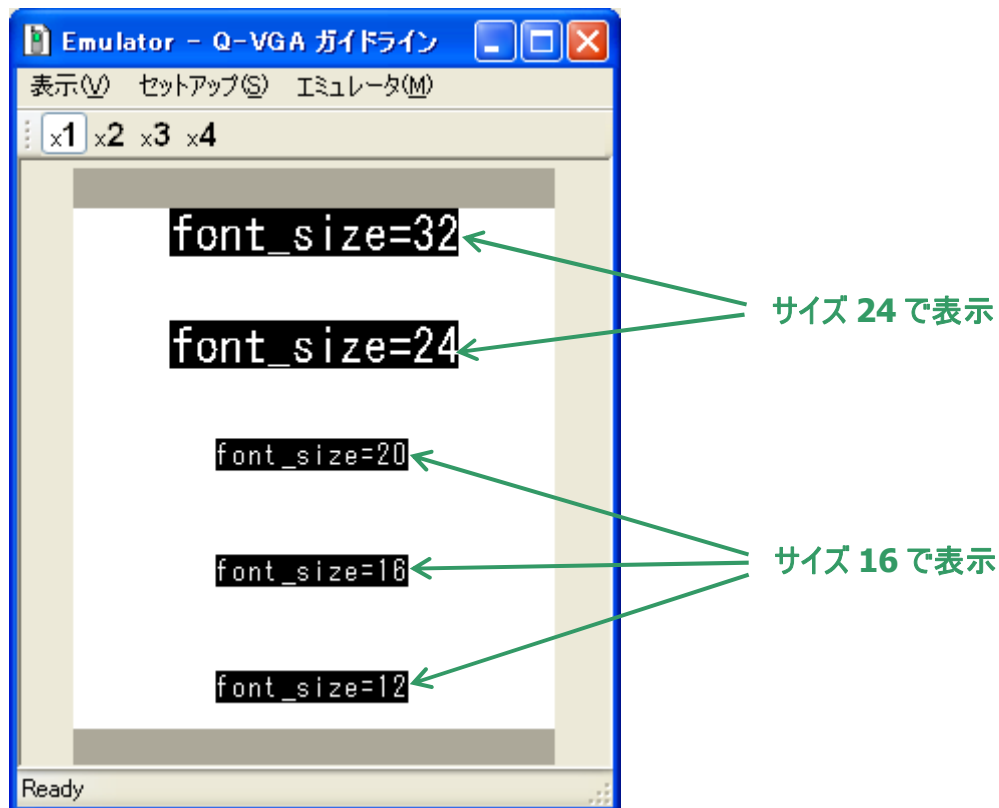 Emulator - Q-VGA ガイドライン
表示(V) セットアップ(S) エミュレータ(M)
x1 x2 x3 x4
font_size=32
サイズ 24 で表示
font_size=24
font_size=20
font_size=16
サイズ 16 で表示
font_size=12
Ready